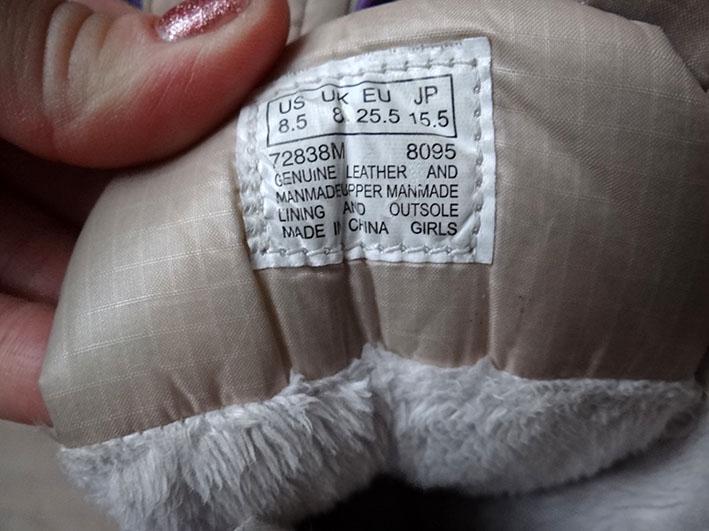 US UK EU JP
8.5 8. 25.5 15.5
72838M 8095
GENUINE LEATHER AND
MANMADE UPPER MANMADE
LINING AND OUTSOLE
MADE IN CHINA GIRLS